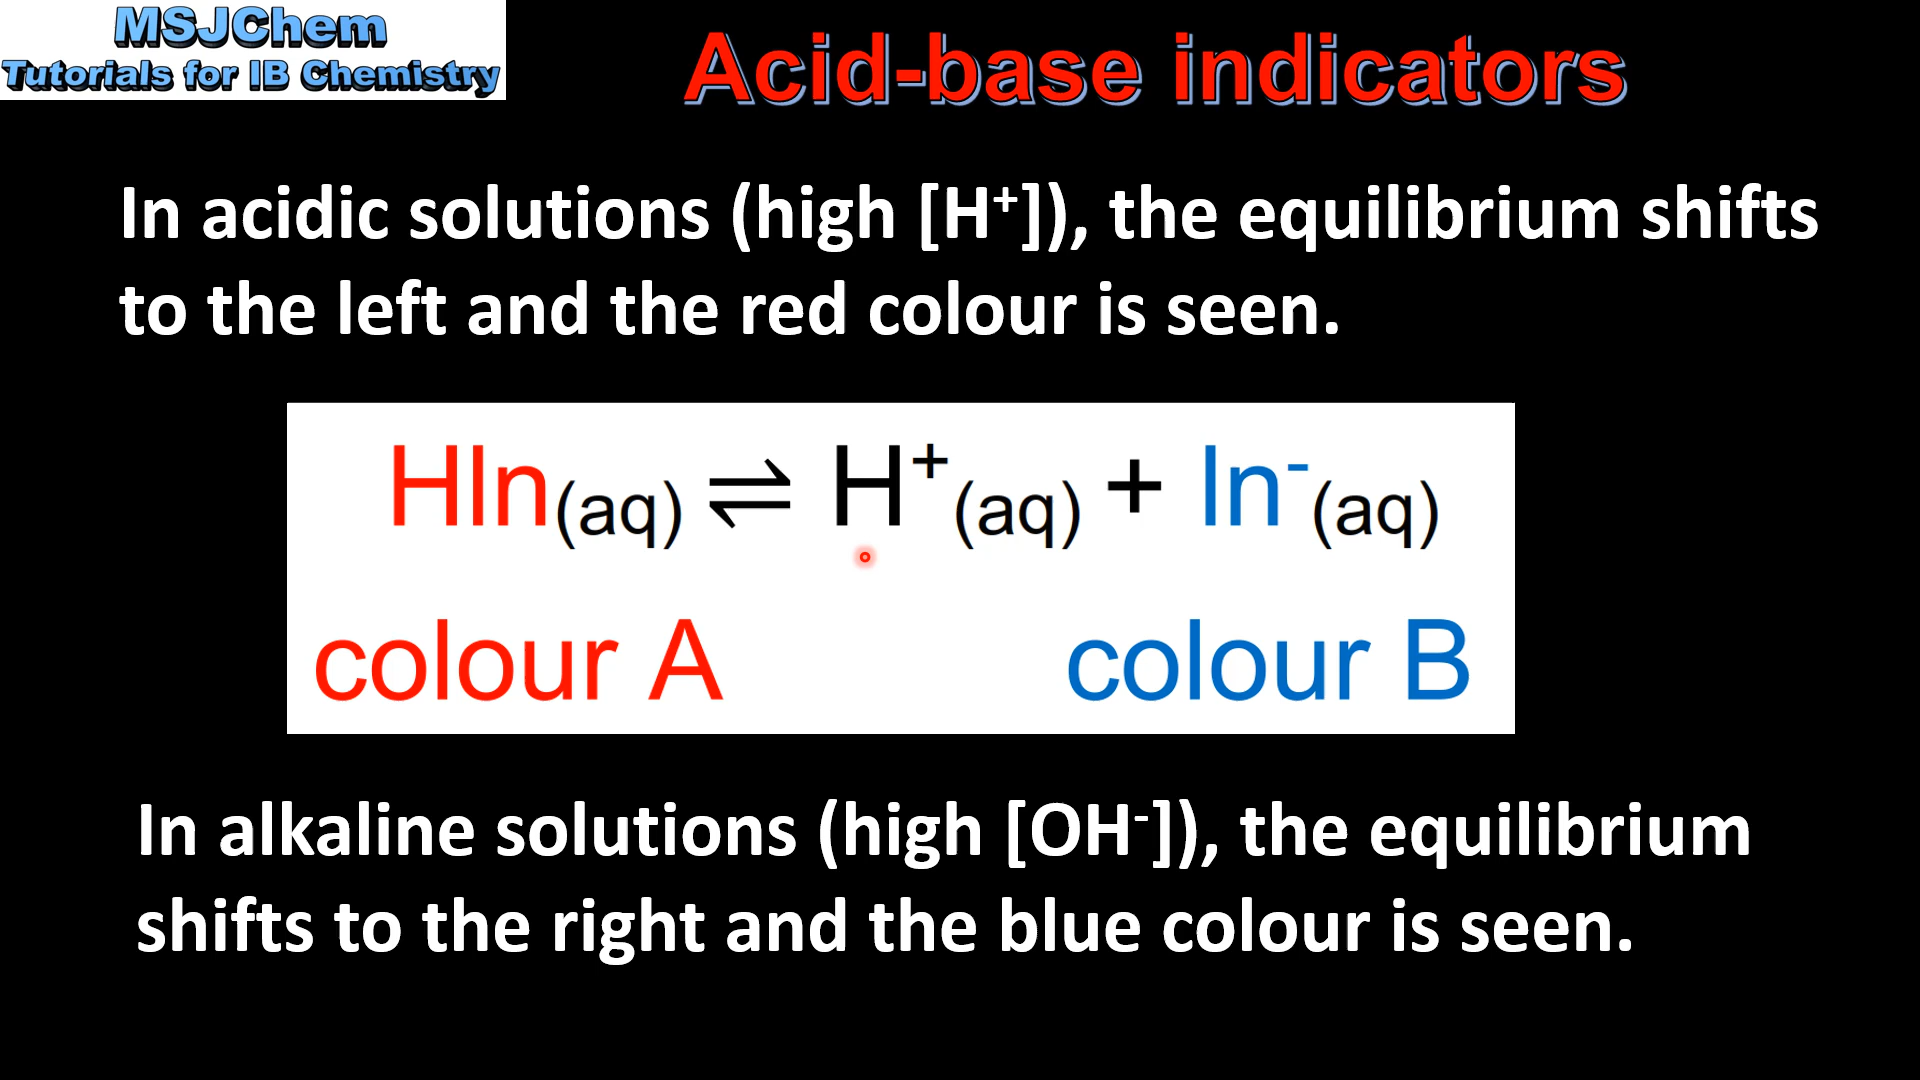 MSJChem
Tutorials for IB Chemistry
Acid-base indicators
In acidic solutions (high [H⁺]), the equilibrium shifts
to the left and the red colour is seen.
HIn(aq) ⇌ H⁺(aq) + In⁻(aq)
colour A colour B
In alkaline solutions (high [OH⁻]), the equilibrium
shifts to the right and the blue colour is seen.